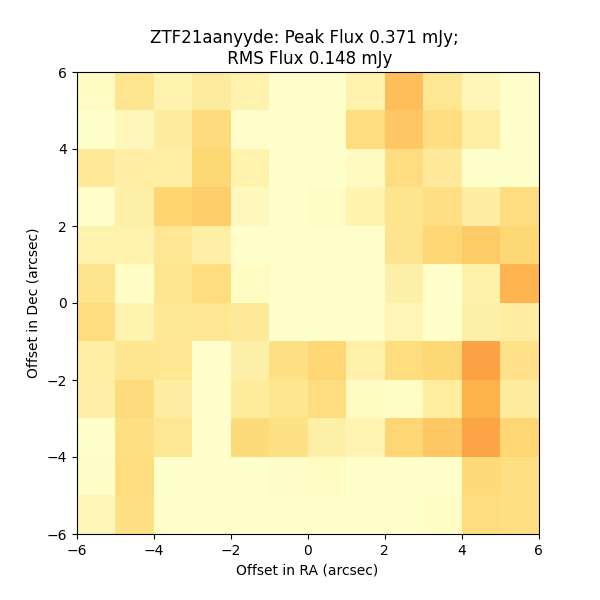 ZTF21aanyyde: Peak Flux 0.371 mJy;
RMS Flux 0.148 mJy
6
4
2
0
−2
−4
−6
Offset in Dec (arcsec)
−6 −4 −2 0 2 4 6
Offset in RA (arcsec)